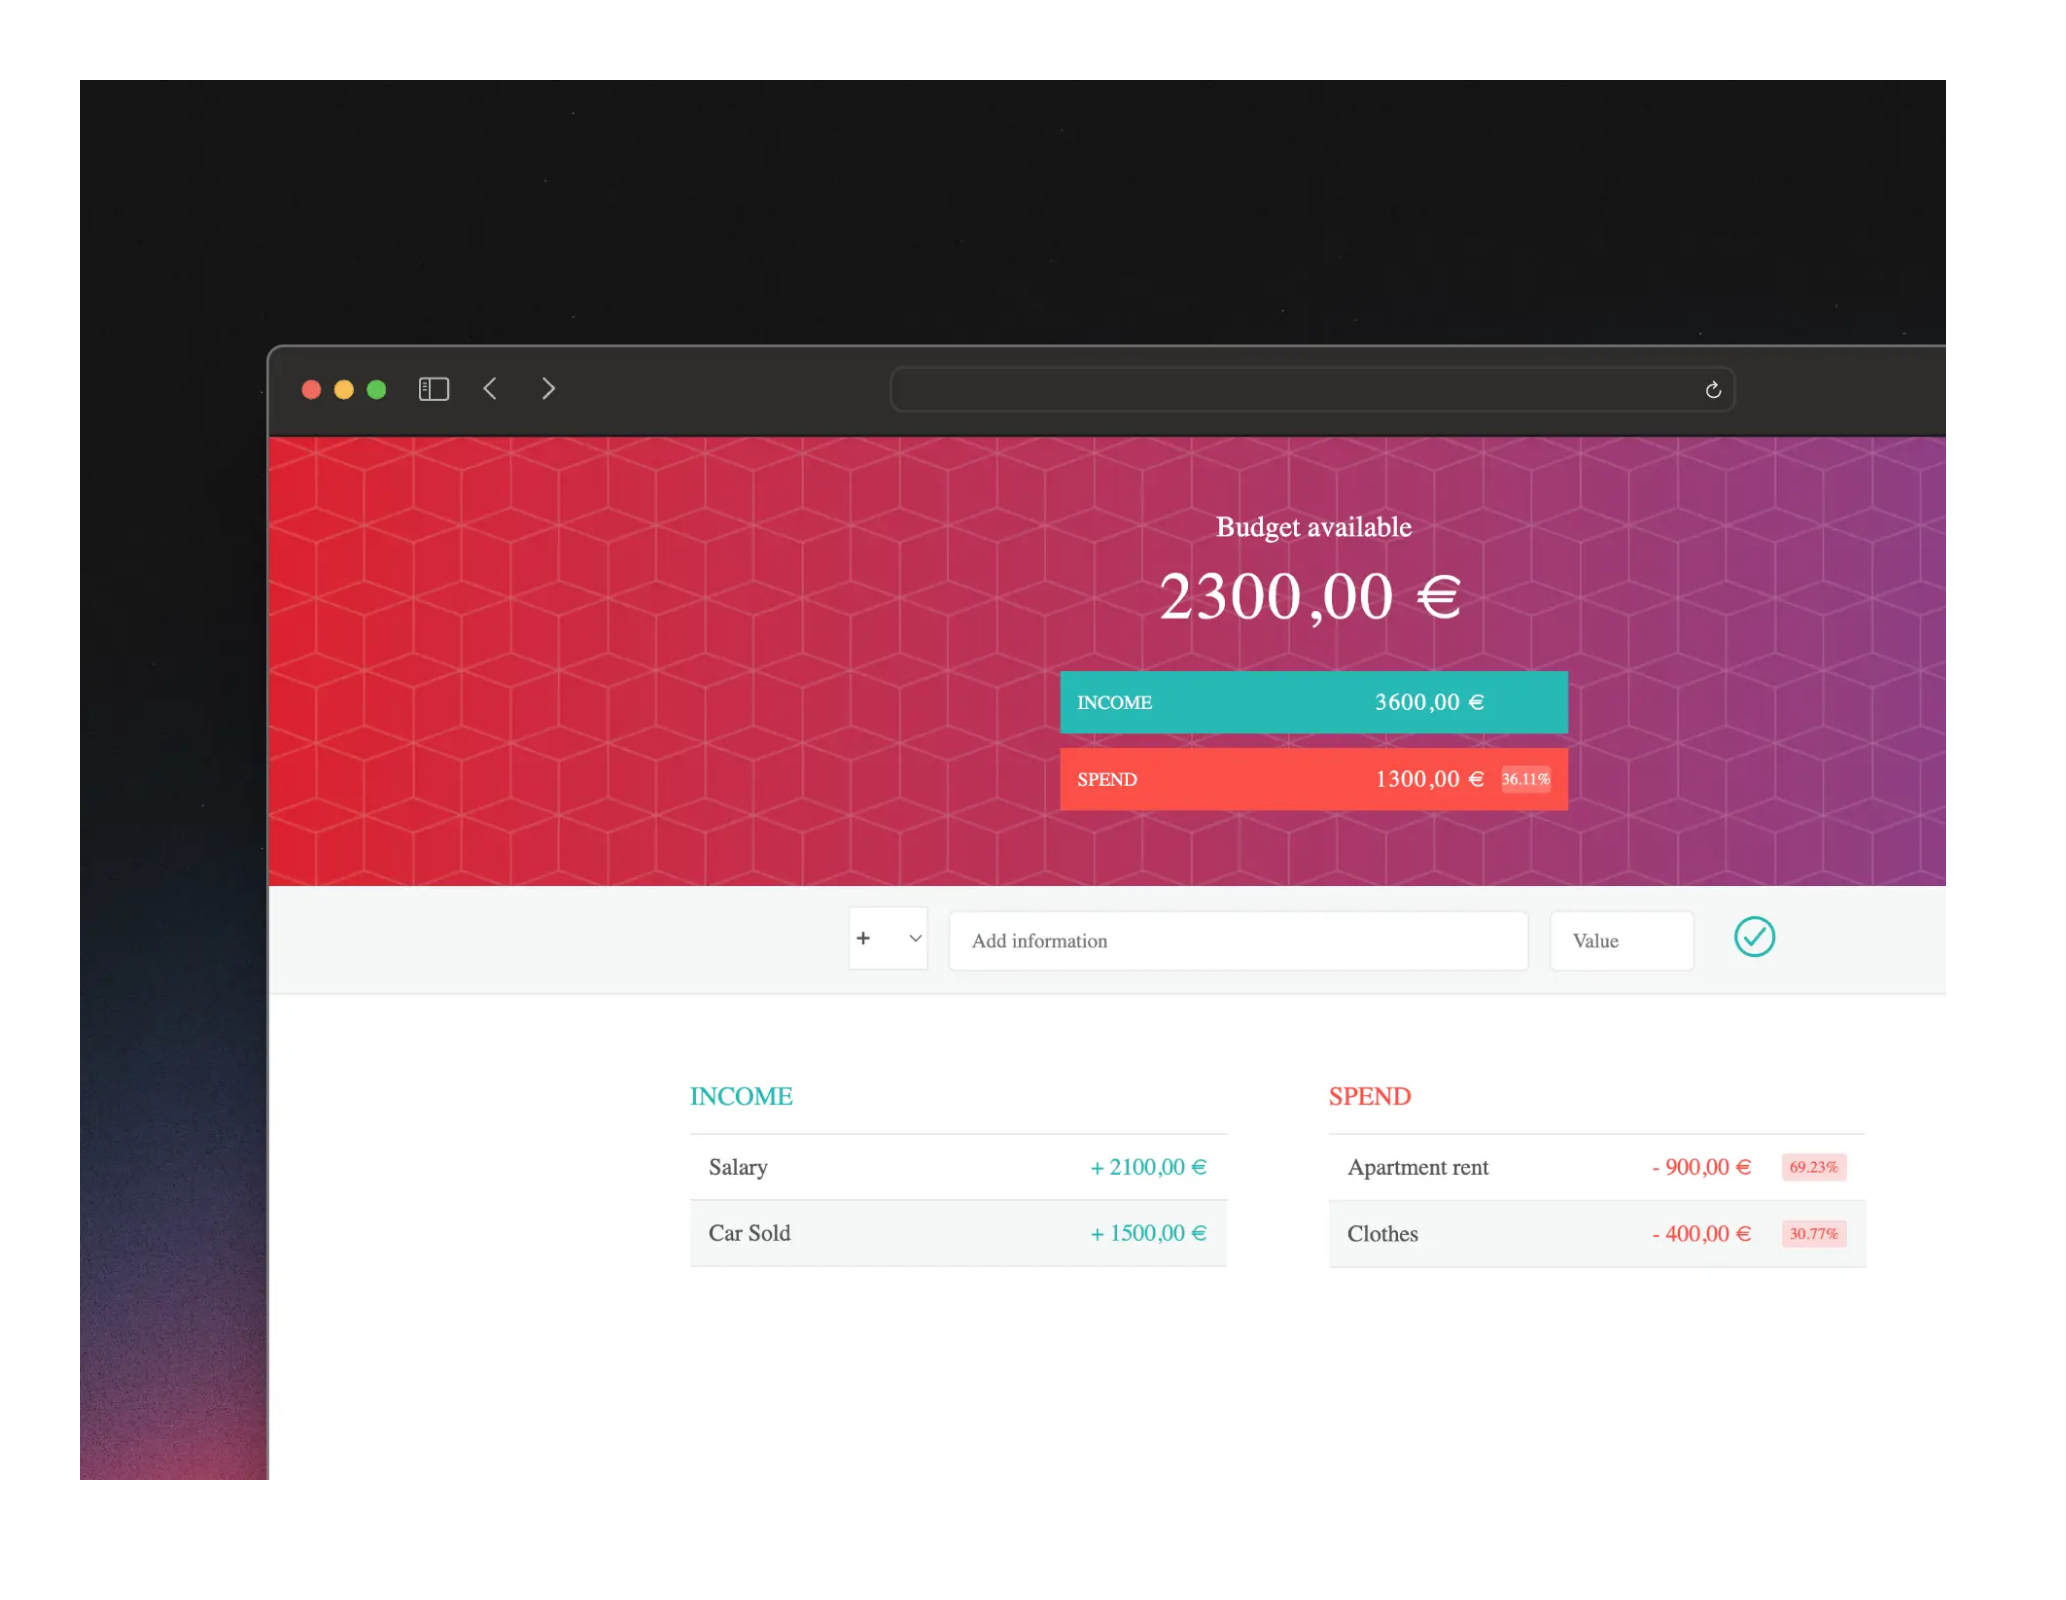 Budget available
2300,00 €
INCOME 3600,00 €
SPEND 1300,00 € 36.11%
+ Add information Value
INCOME
Salary + 2100,00 €
Car Sold + 1500,00 €
SPEND
Apartment rent - 900,00 € 69.23%
Clothes - 400,00 € 30.77%